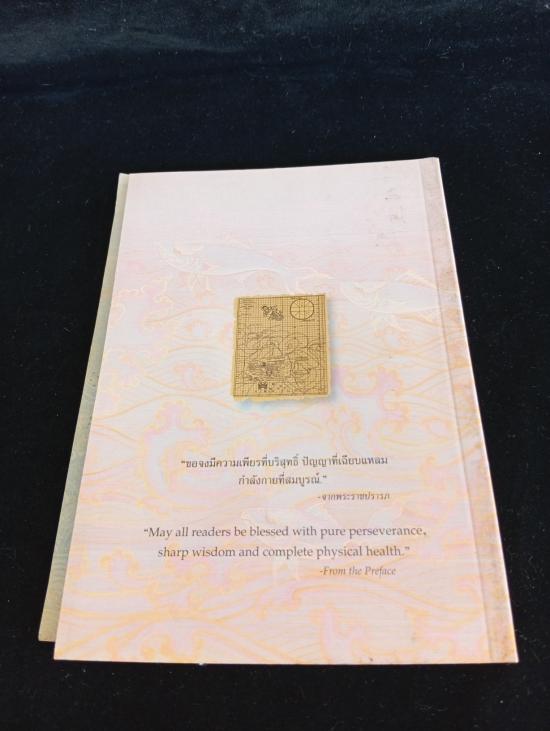 “ขอจงมีความเพียรที่บริสุทธิ์ ปัญญาที่เฉียบแหลม
กำลังกายที่สมบูรณ์.”
-จากพระราชปรารภ
“May all readers be blessed with pure perseverance,
sharp wisdom and complete physical health.”
-From the Preface